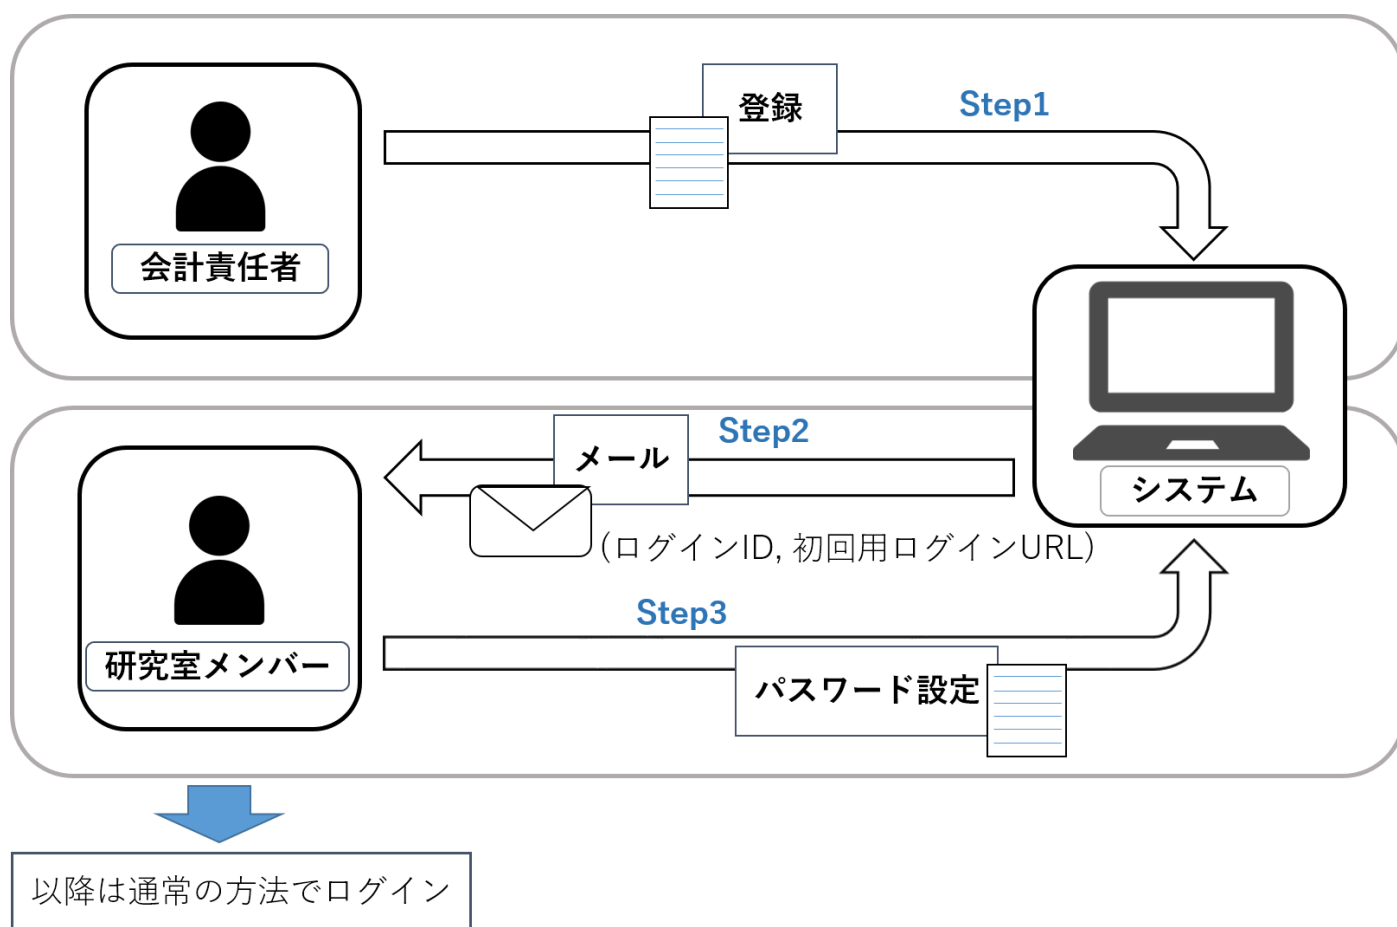 登録
Step1
会計責任者
システム
Step2
メール
(ログインID, 初回用ログインURL)
Step3
研究室メンバー
パスワード設定
以降は通常の方法でログイン